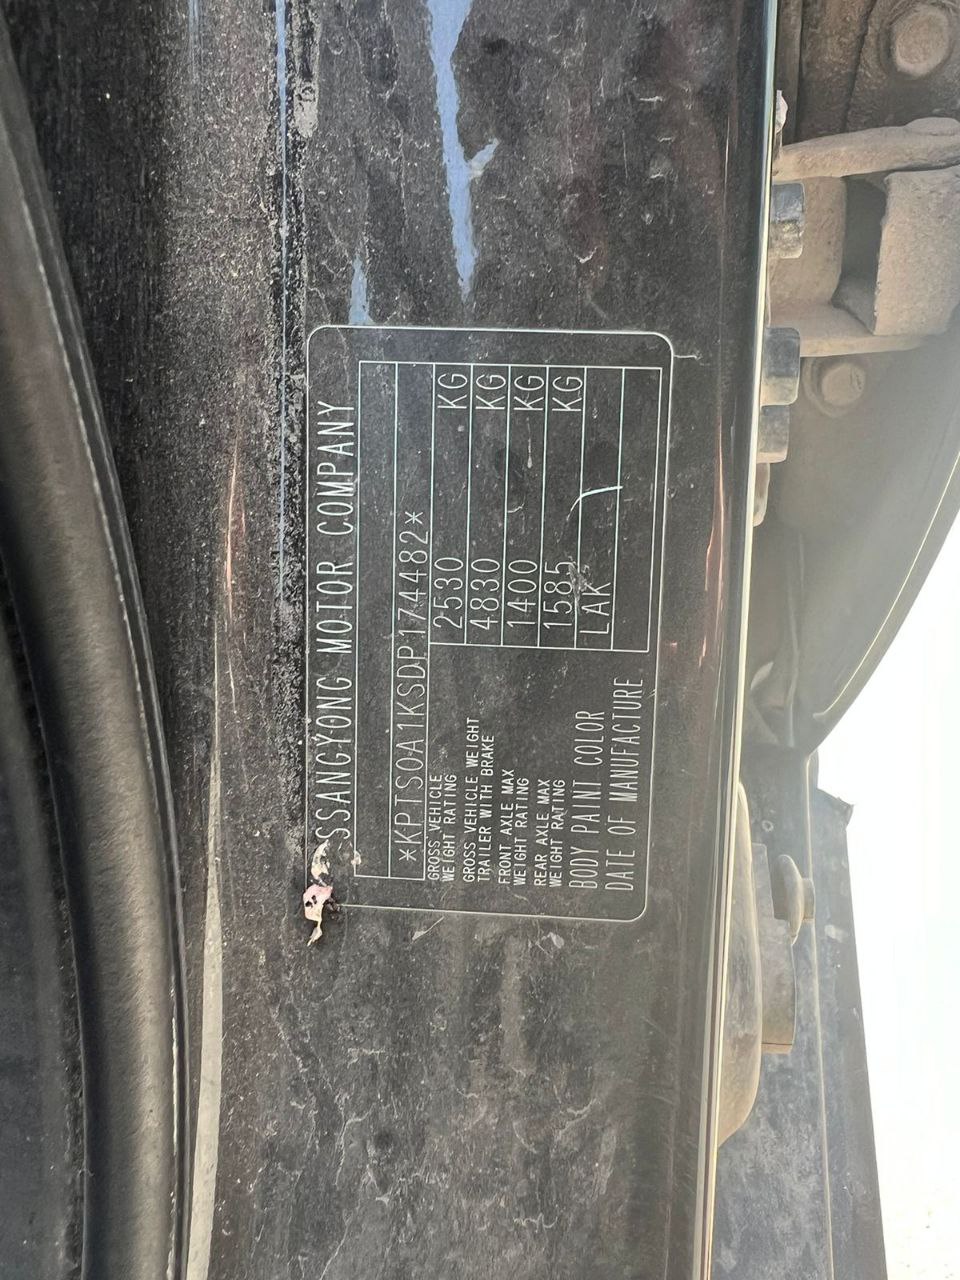 SSANGYONG MOTOR COMPANY
*KPTS0A1KSDP174482*
GROSS VEHICLE
WEIGHT RATING 2530 KG
GROSS VEHICLE WEIGHT
TRAILER WITH BRAKE 4830 KG
FRONT AXLE MAX
WEIGHT RATING 1400 KG
REAR AXLE MAX
WEIGHT RATING 1585 KG
BODY PAINT COLOR LAK
DATE OF MANUFACTURE